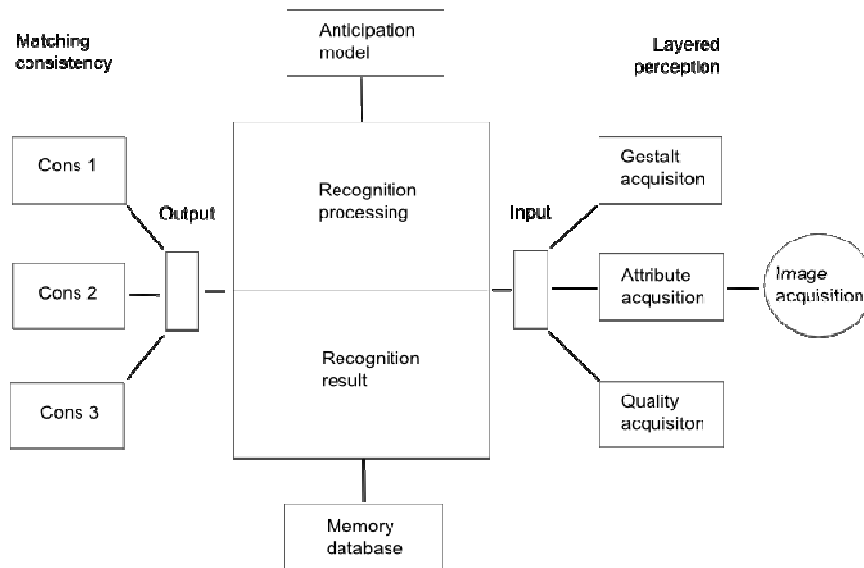 Matching
consistency
Anticipation
model
Layered
perception
Cons 1
Output
Recognition
processing
Input
Gestalt
acquisiton
Cons 2
Attribute
acqusition
Image
acquisition
Cons 3
Recognition
result
Quality
acquisiton
Memory
database